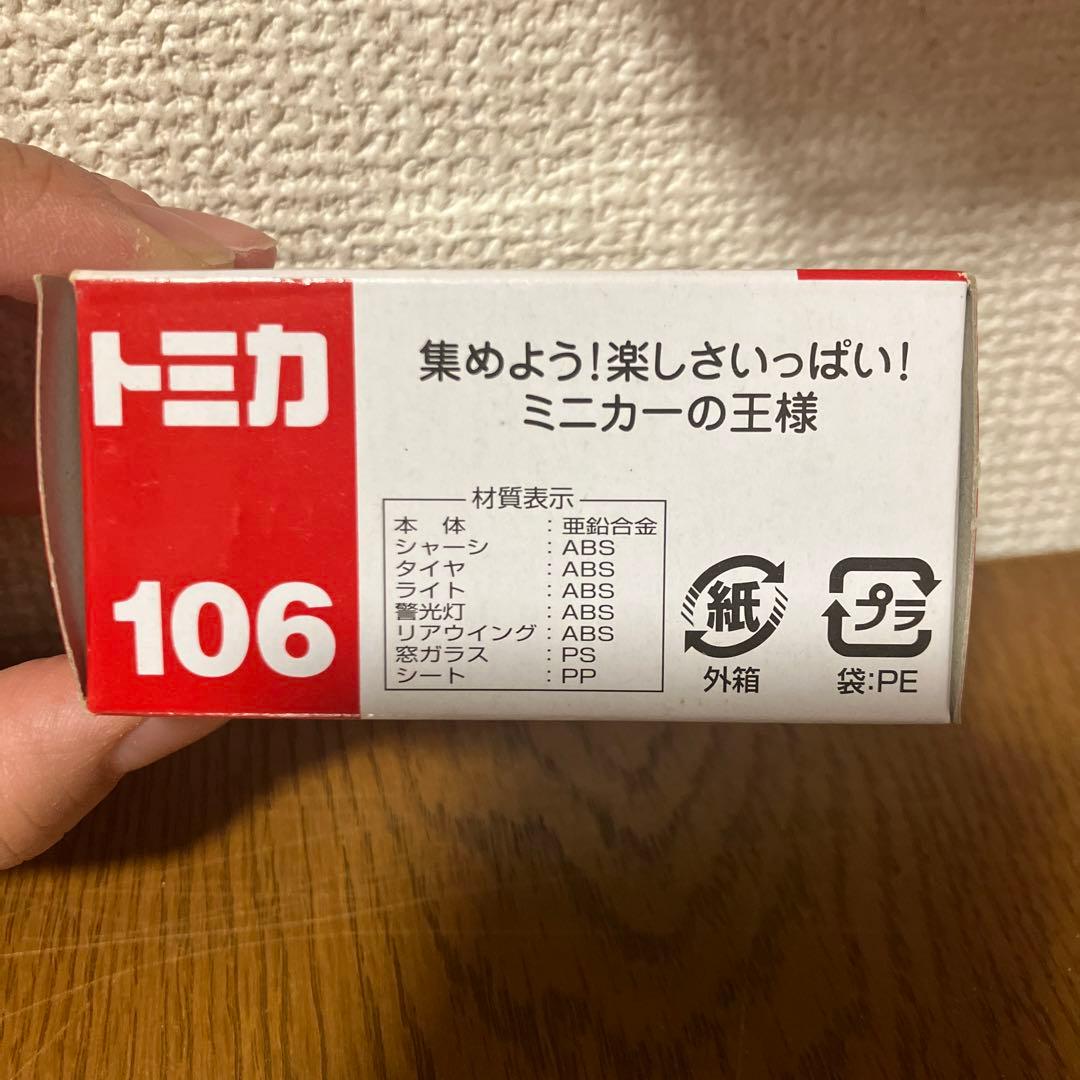 トミカ
106
集めよう!楽しさいっぱい!
ミニカーの王様
材質表示
本 体 : 亜鉛合金
シャーシ : ABS
タイヤ : ABS
ライト : ABS
警光灯 : ABS
リアウイング : ABS
窓ガラス : PS
シート : PP
紙
外箱
プラ
袋:PE